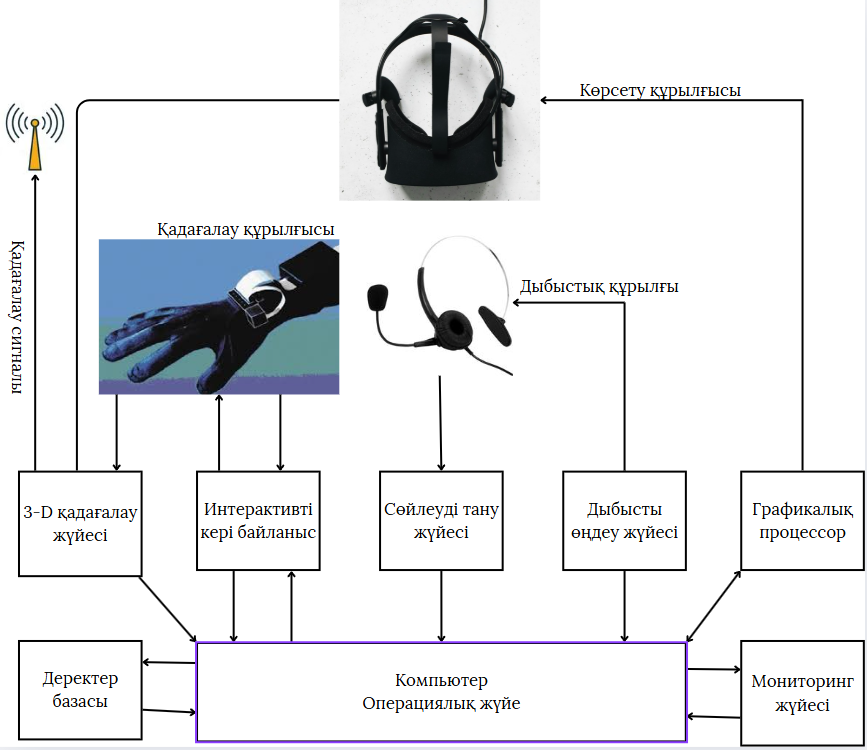 Көрсету құрылғысы
Қадағалау құрылғысы
Қадағалау сигналы
Дыбыстық құрылғы
3-D қадағалау
жүйесі
Интерактивті
кері байланыс
Сөйлеуді тану
жүйесі
Дыбысты
өңдеу жүйесі
Графикалық
процессор
Деректер
базасы
Компьютер
Операциялық жүйе
Мониторинг
жүйесі